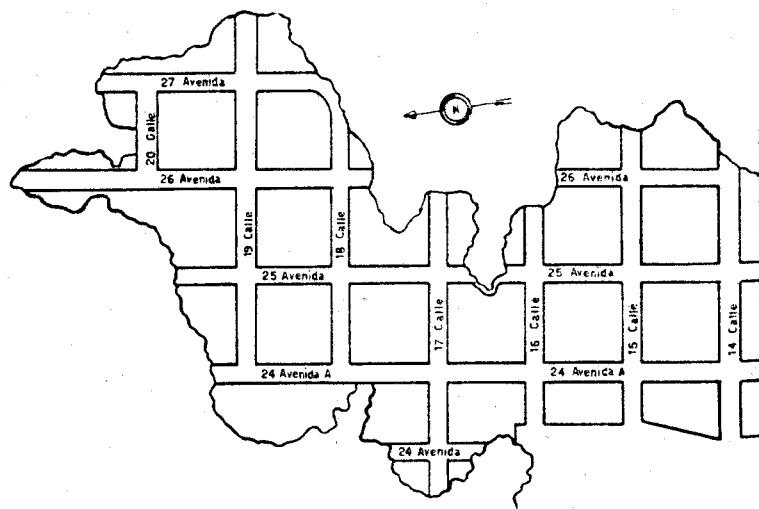 27 Avenida
20 Calle
N
26 Avenida
26 Avenida
19 Calle
18 Calle
25 Avenida
25 Avenida
17 Calle
16 Calle
15 Calle
14 Calle
24 Avenida A
24 Avenida A
24 Avenida